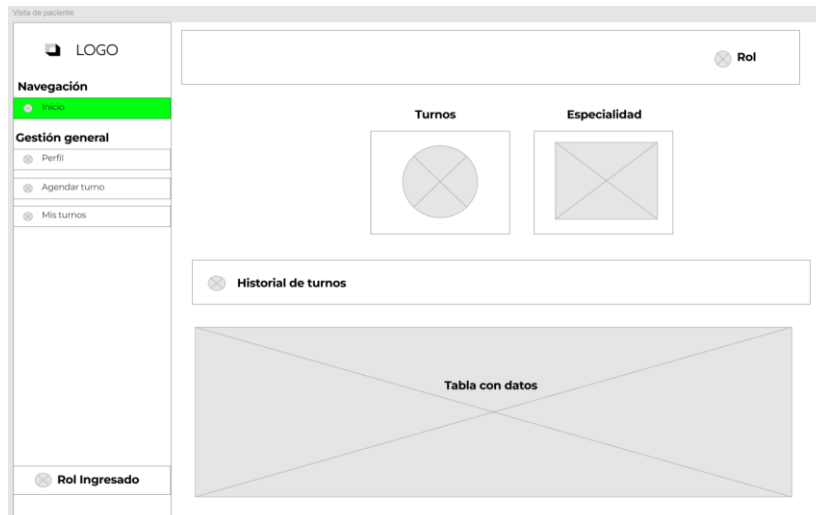 Vista de paciente
LOGO
Rol
Navegación
Inicio
Gestión general
Perfil
Agendar turno
Mis turnos
Turnos
Especialidad
Historial de turnos
Tabla con datos
Rol Ingresado